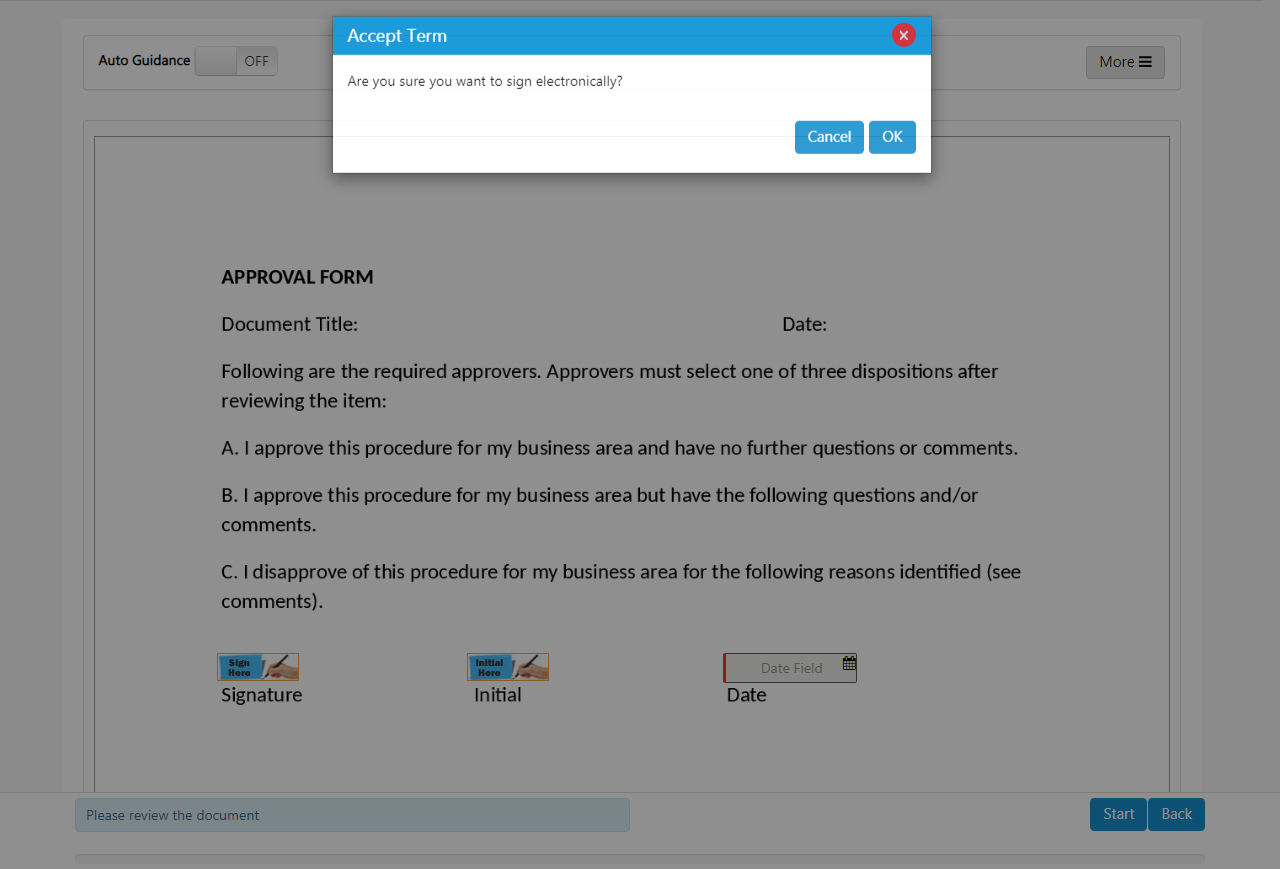 Accept Term
Auto Guidance OFF
More
Are you sure you want to sign electronically?
Cancel OK
APPROVAL FORM
Document Title: Date:
Following are the required approvers. Approvers must select one of three dispositions after
reviewing the item:
A. I approve this procedure for my business area and have no further questions or comments.
B. I approve this procedure for my business area but have the following questions and/or
comments.
C. I disapprove of this procedure for my business area for the following reasons identified (see
comments).
Sign
Here
Initial
Here
Date Field
Signature Initial Date
Please review the document
Start Back